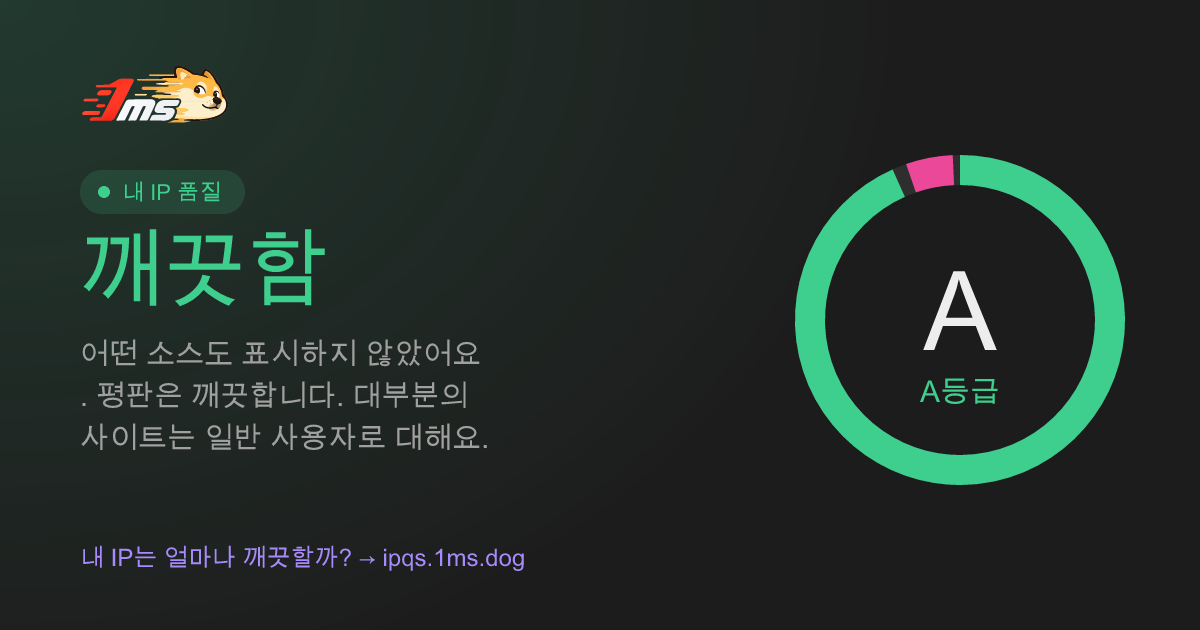 1ms
내 IP 품질
깨끗함
어떤 소스도 표시하지 않았어요
. 평판은 깨끗합니다. 대부분의
사이트는 일반 사용자로 대해요.
A
A등급
내 IP는 얼마나 깨끗할까? → ipqs.1ms.dog